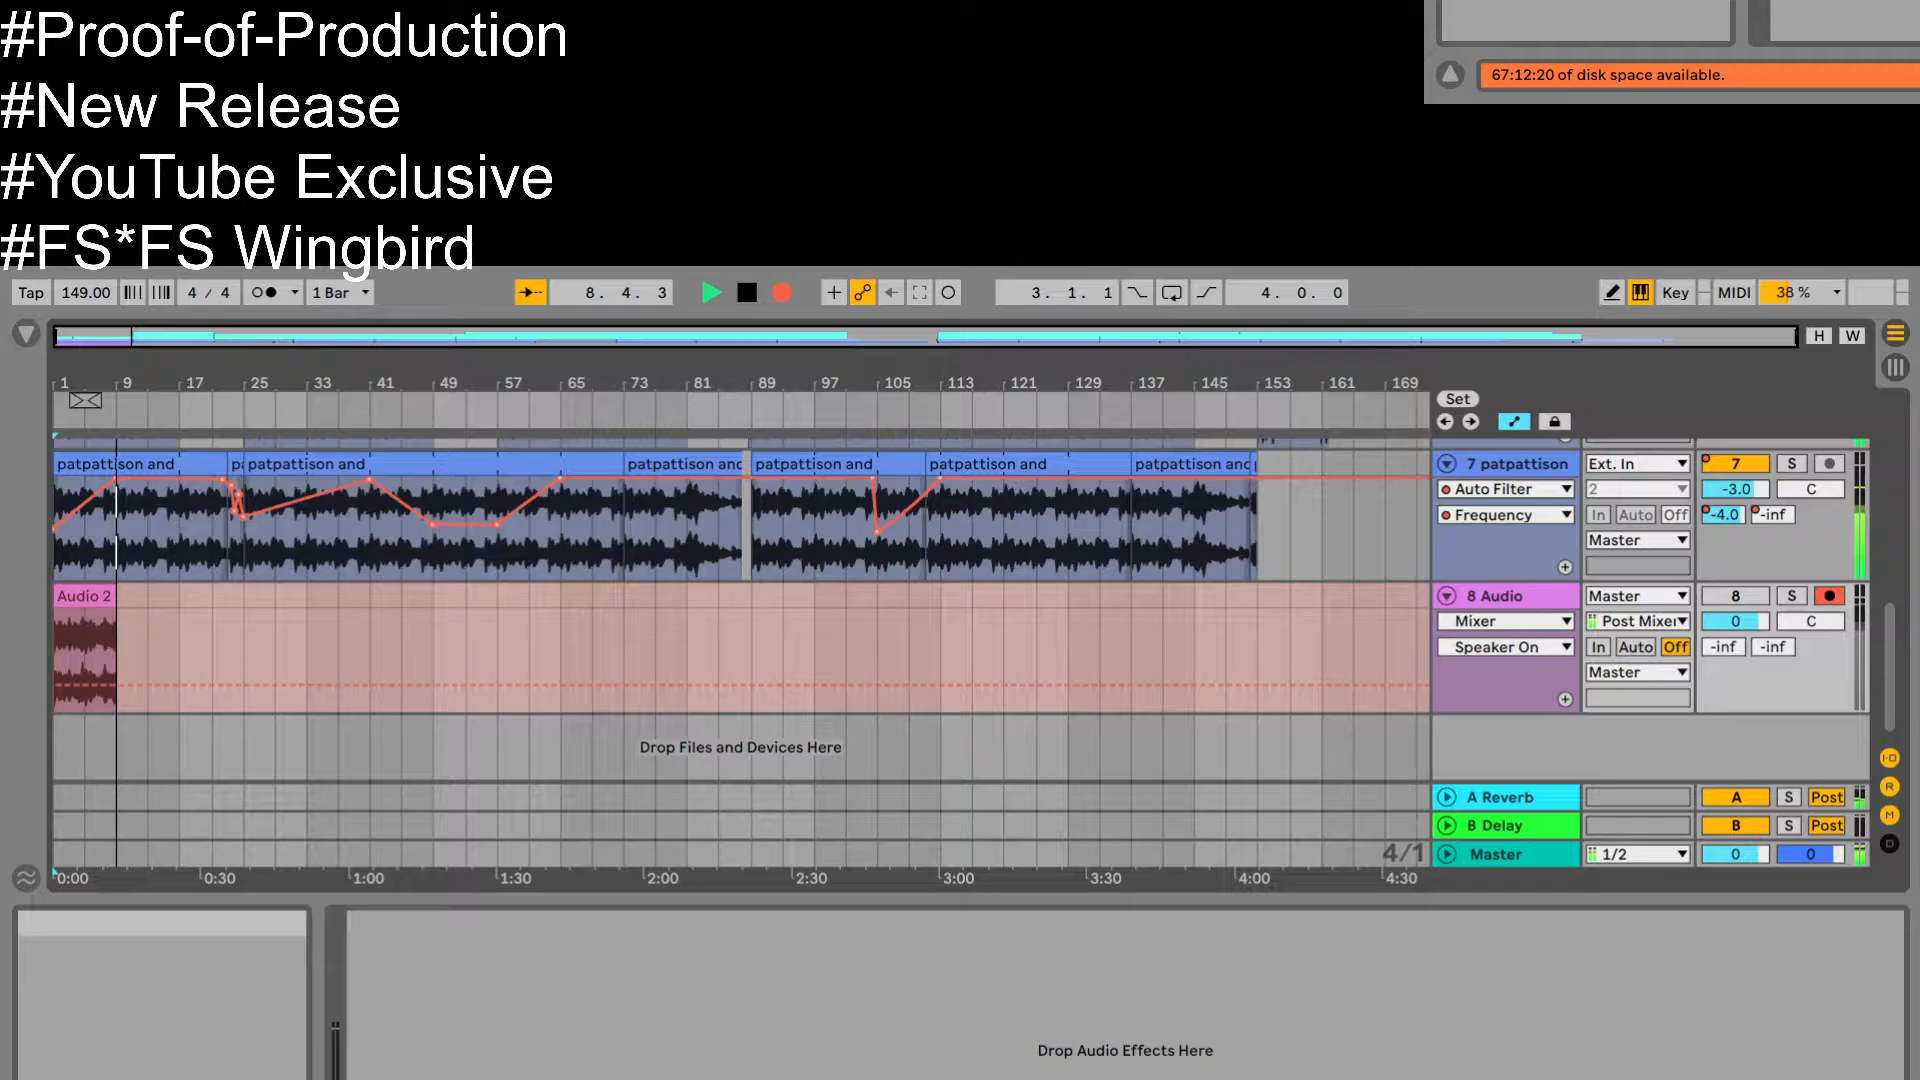 #Proof-of-Production
#New Release
#YouTube Exclusive
#FS*FS Wingbird
67:12:20 of disk space available.
Tap 149.00 4 / 4 1 Bar 8. 4. 3 3. 1. 1 4. 0. 0 Key MIDI 38 %
H W
1 9 17 25 33 41 49 57 65 73 81 89 97 105 113 121 129 137 145 153 161 169
Set
patpattison and patpattison and patpattison and patpattison and patpattison and patpattison and 7 patpattison Ext. In 7 S
Auto Filter 2 -3.0 C
Frequency In Auto Off -4.0 -inf
Master
Audio 2 8 Audio Master 8 S
Mixer Post Mixer 0 C
Speaker On In Auto Off -inf -inf
Master
Drop Files and Devices Here
A Reverb A S Post
B Delay B S Post
4/1 Master 1/2 0 0
0:00 0:30 1:00 1:30 2:00 2:30 3:00 3:30 4:00 4:30
I·O
R
M
D
Drop Audio Effects Here